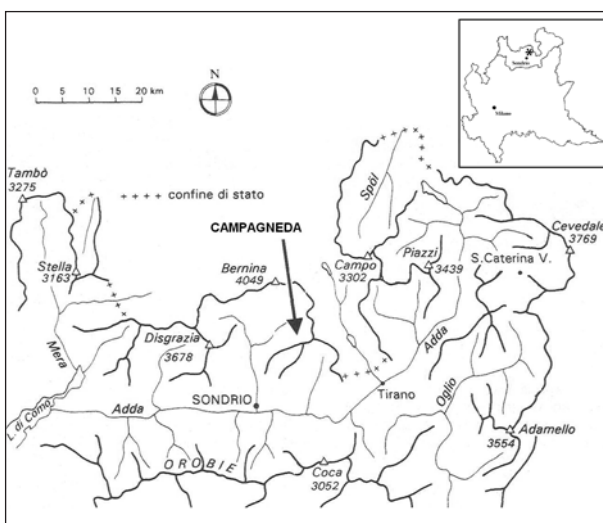 0 5 10 20 km
N
Sondrio
Milano
Tambò
3275
++++ confine di stato
Spöl
CAMPAGNEDA
Cevedale
3769
Stella
3163
Bernina
4049
Campo
3302
Piazzi
3439
S.Caterina V.
Mera
Disgrazia
3678
Adda
Tirano
Oglio
L. di Como
Adda
SONDRIO
Adamello
3554
OROBIE
Coca
3052